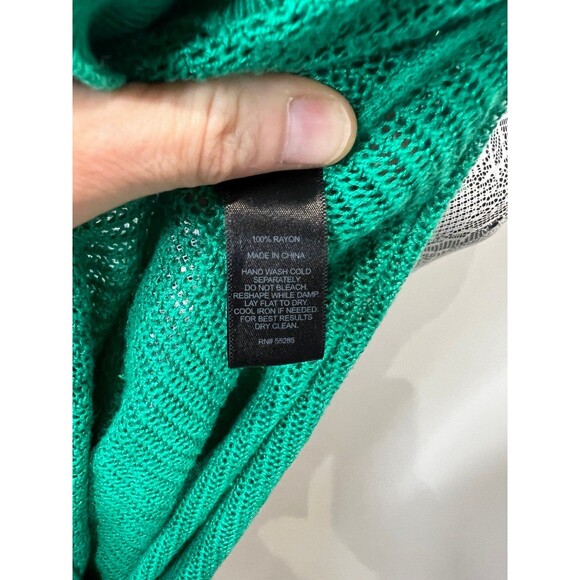 100% RAYON
MADE IN CHINA
HAND WASH COLD
SEPARATELY
DO NOT BLEACH.
RESHAPE WHILE DAMP.
LAY FLAT TO DRY.
COOL IRON IF NEEDED.
FOR BEST RESULTS
DRY CLEAN.
RN# 55285